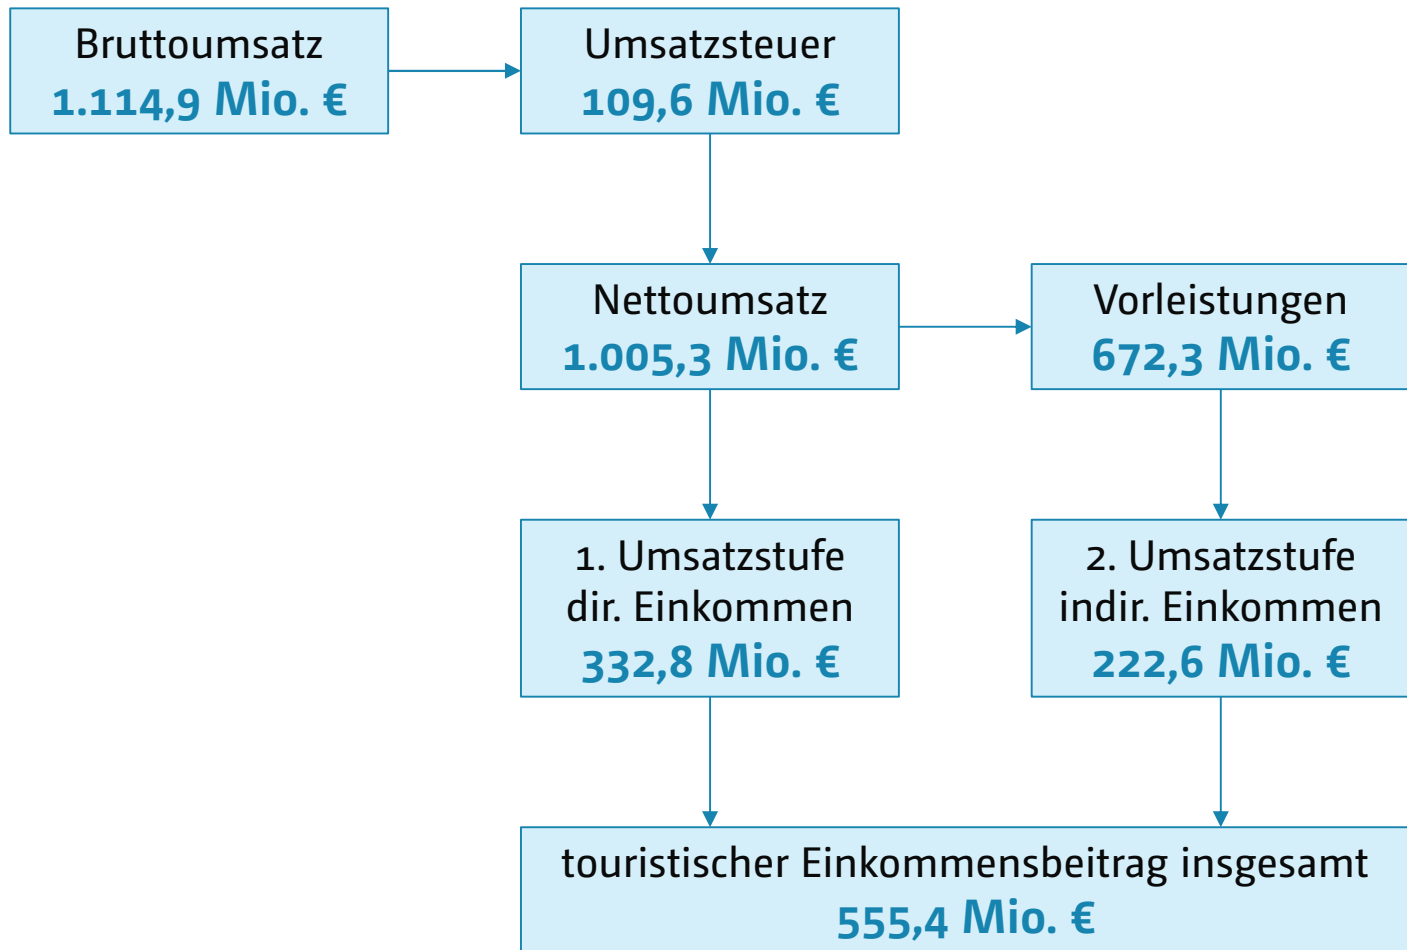 Bruttoumsatz
1.114,9 Mio. €
Umsatzsteuer
109,6 Mio. €
Nettoumsatz
1.005,3 Mio. €
Vorleistungen
672,3 Mio. €
1. Umsatzstufe
dir. Einkommen
332,8 Mio. €
2. Umsatzstufe
indir. Einkommen
222,6 Mio. €
touristischer Einkommensbeitrag insgesamt
555,4 Mio. €